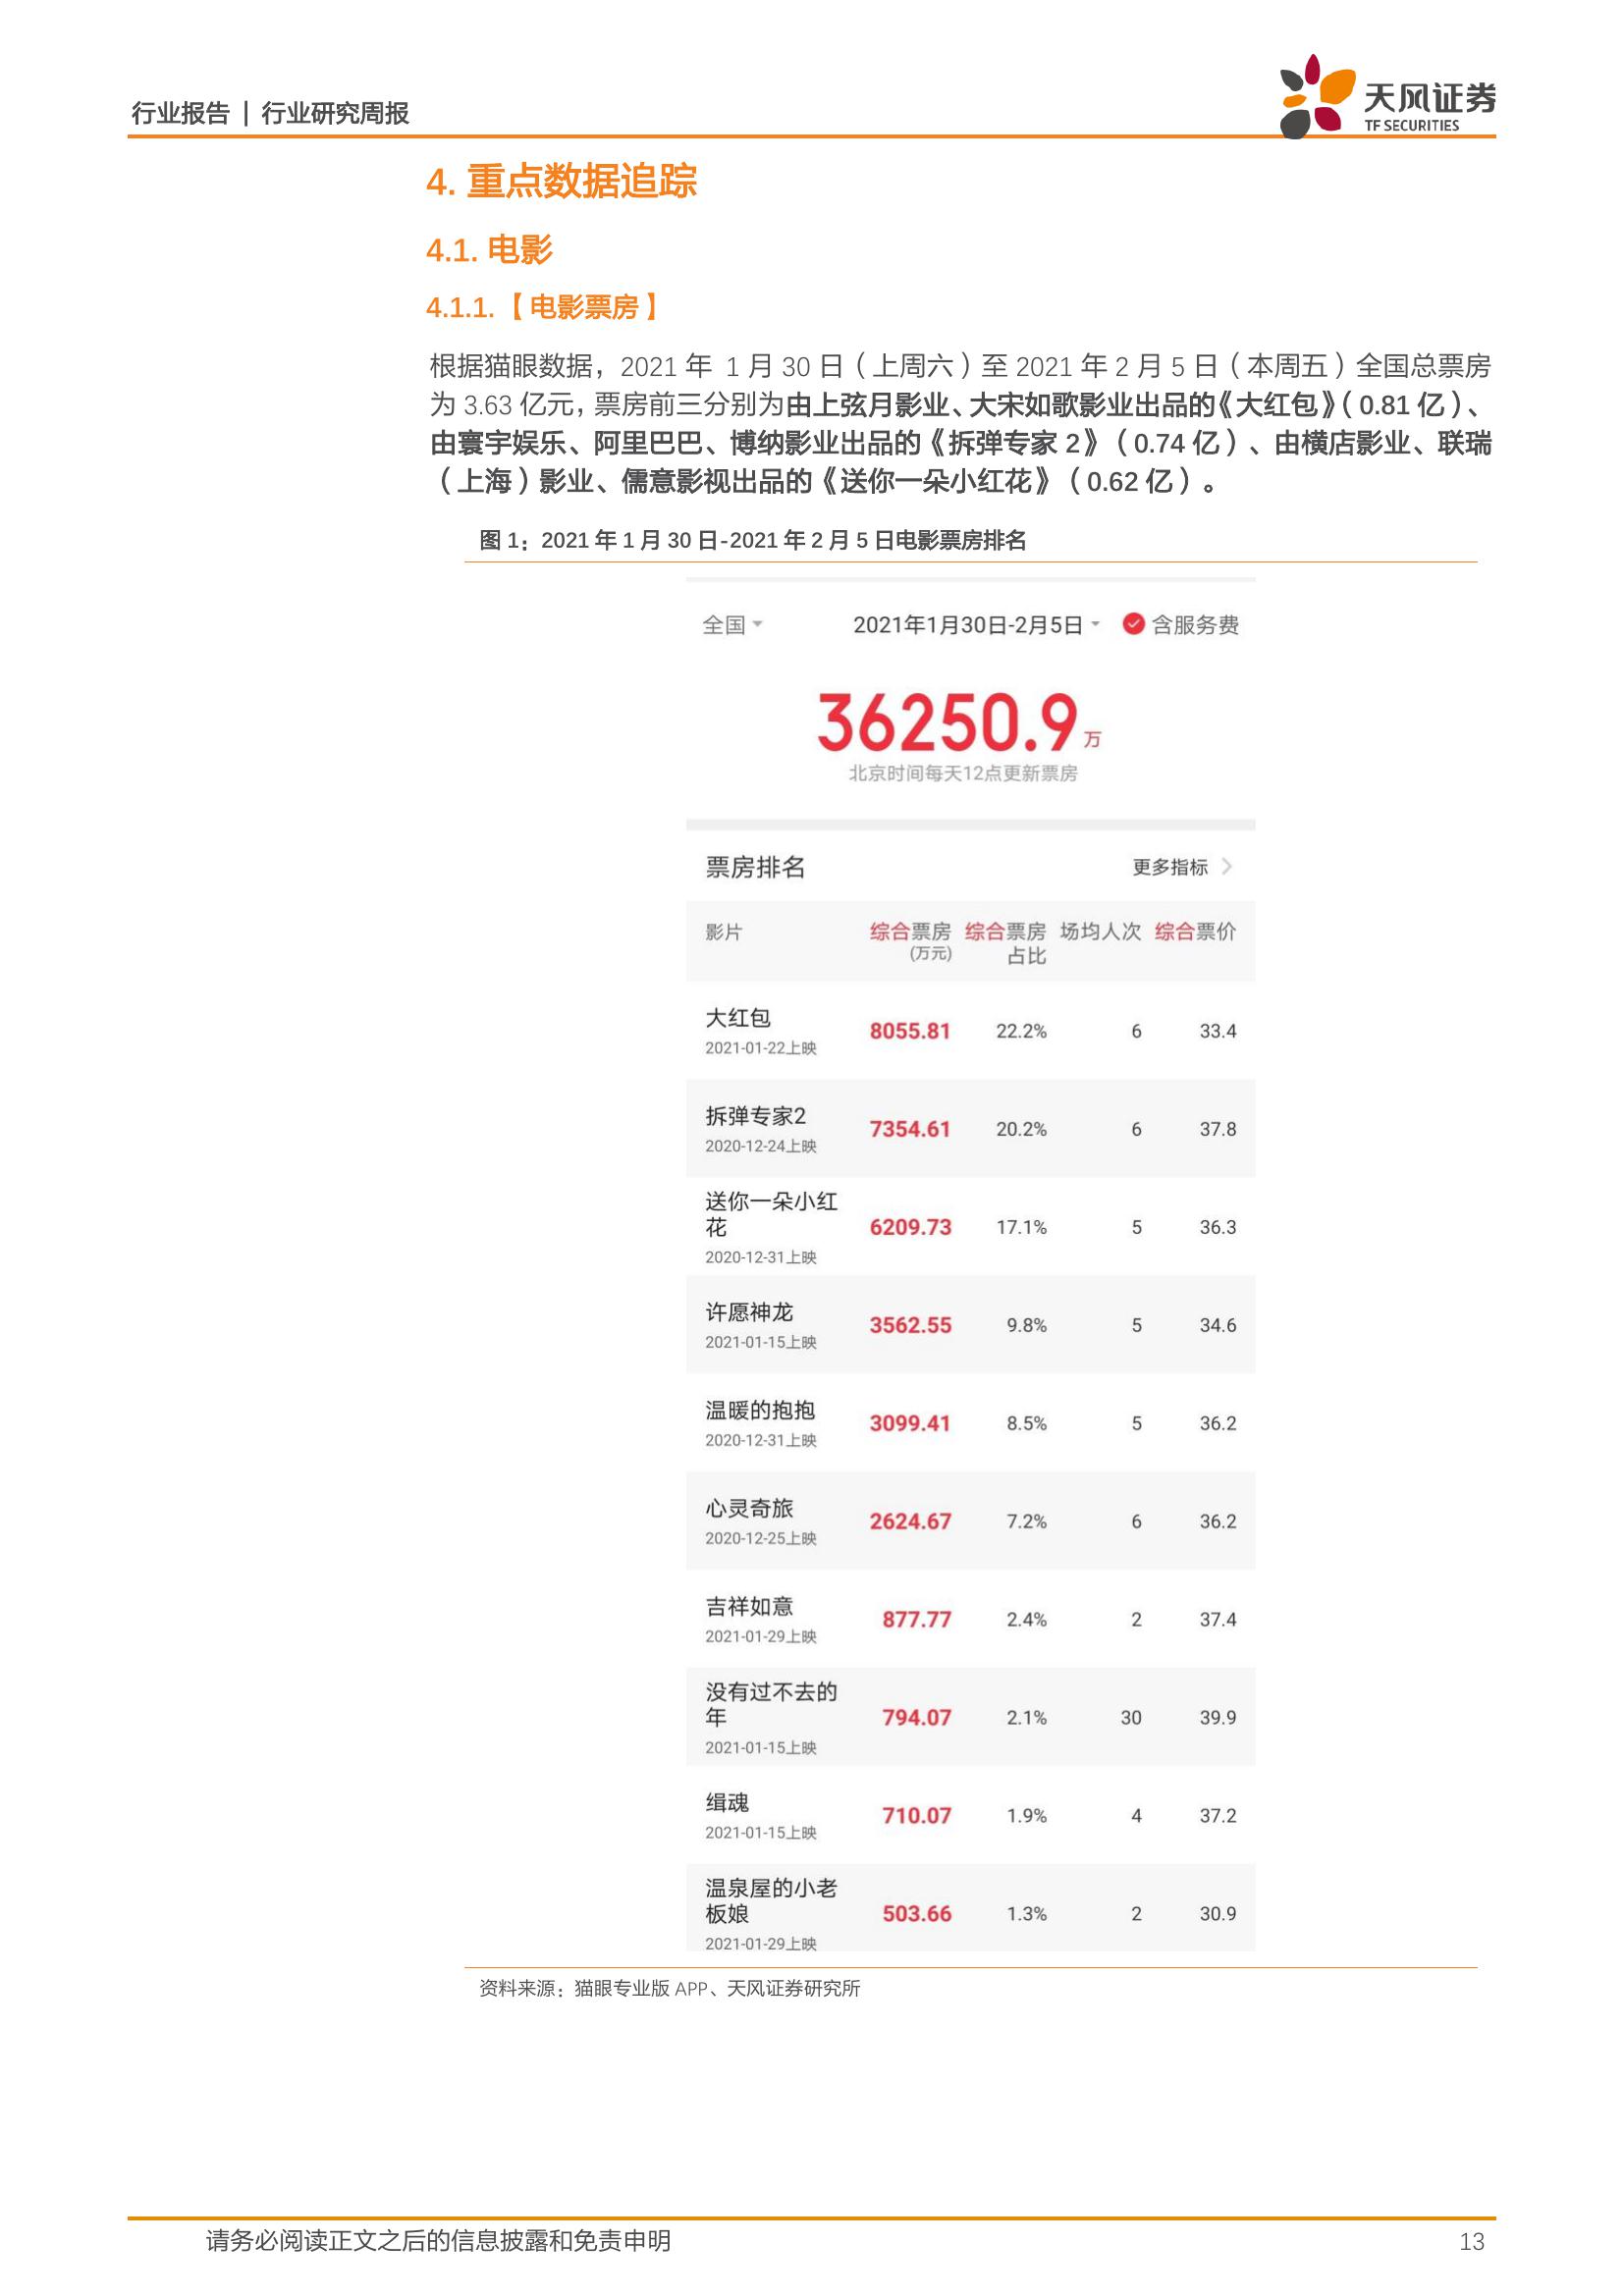 行业报告 | 行业研究周报
天风证券
TF SECURITIES
4. 重点数据追踪
4.1. 电影
4.1.1.【电影票房】
根据猫眼数据，2021 年 1 月 30 日（上周六）至 2021 年 2 月 5 日（本周五）全国总票房
为 3.63 亿元，票房前三分别为由上弦月影业、大宋如歌影业出品的《大红包》（0.81 亿）、
由寰宇娱乐、阿里巴巴、博纳影业出品的《拆弹专家 2》（0.74 亿）、由横店影业、联瑞
（上海）影业、儒意影视出品的《送你一朵小红花》（0.62 亿）。
图 1：2021 年 1 月 30 日-2021 年 2 月 5 日电影票房排名
全国 2021年1月30日-2月5日 含服务费
36250.9万
北京时间每天12点更新票房
票房排名 更多指标
影片 综合票房 综合票房 场均人次 综合票价
(万元) 占比
大红包
8055.81 22.2% 6 33.4
2021-01-22上映
拆弹专家2
7354.61 20.2% 6 37.8
2020-12-24上映
送你一朵小红
花
6209.73 17.1% 5 36.3
2020-12-31上映
许愿神龙
3562.55 9.8% 5 34.6
2021-01-15上映
温暖的抱抱
3099.41 8.5% 5 36.2
2020-12-31上映
心灵奇旅
2624.67 7.2% 6 36.2
2020-12-25上映
吉祥如意
877.77 2.4% 2 37.4
2021-01-29上映
没有过不去的
年
794.07 2.1% 30 39.9
2021-01-15上映
缉魂
710.07 1.9% 4 37.2
2021-01-15上映
温泉屋的小老
板娘
503.66 1.3% 2 30.9
2021-01-29上映
资料来源：猫眼专业版 APP、天风证券研究所
请务必阅读正文之后的信息披露和免责申明 13